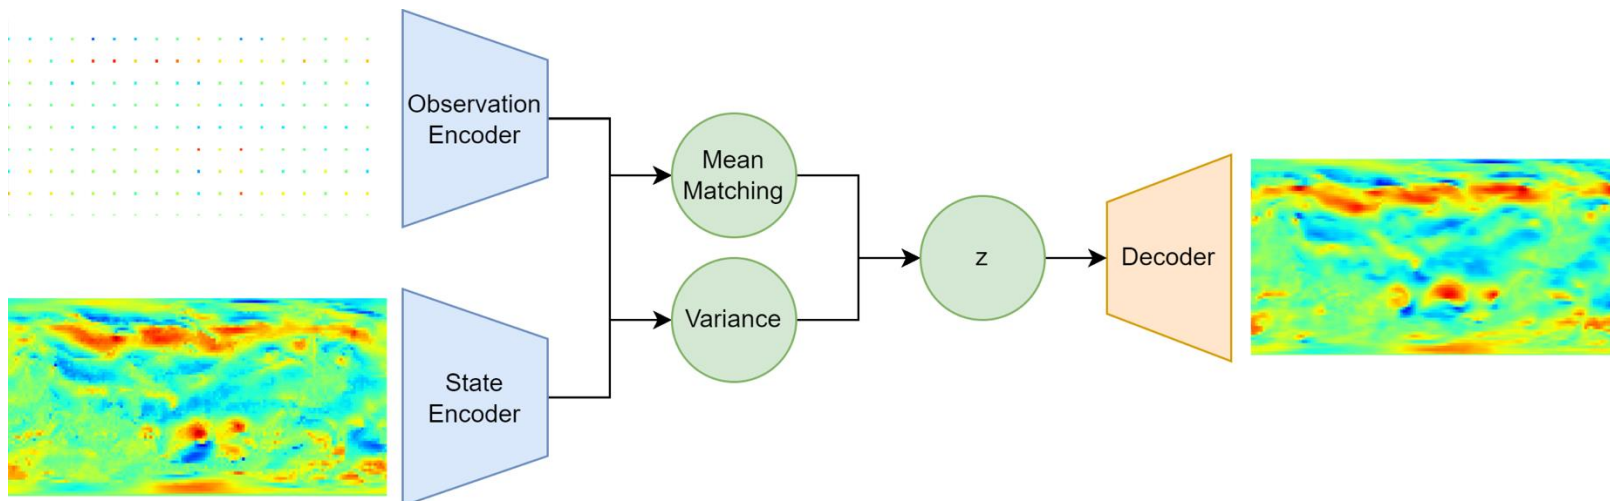 Observation
Encoder
Mean
Matching
Variance
z
Decoder
State
Encoder